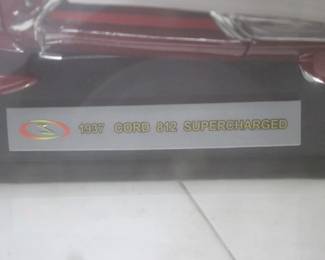 1937 CORD 812 SUPERCHARGED